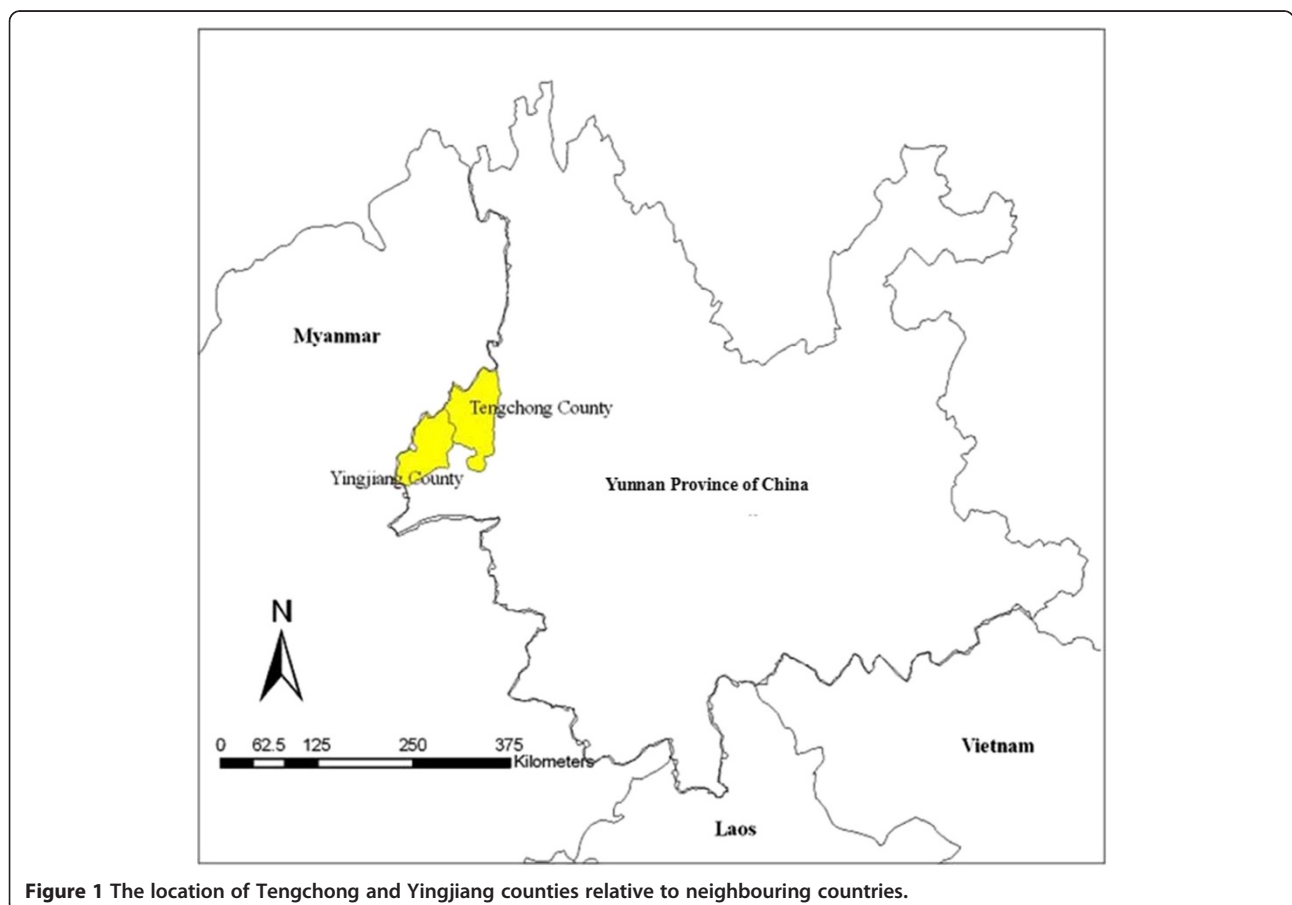 Myanmar
Tengchong County
Yingjiang County
Yunnan Province of China
N
0 62.5 125 250 375
Kilometers
Vietnam
Laos
Figure 1 The location of Tengchong and Yingjiang counties relative to neighbouring countries.